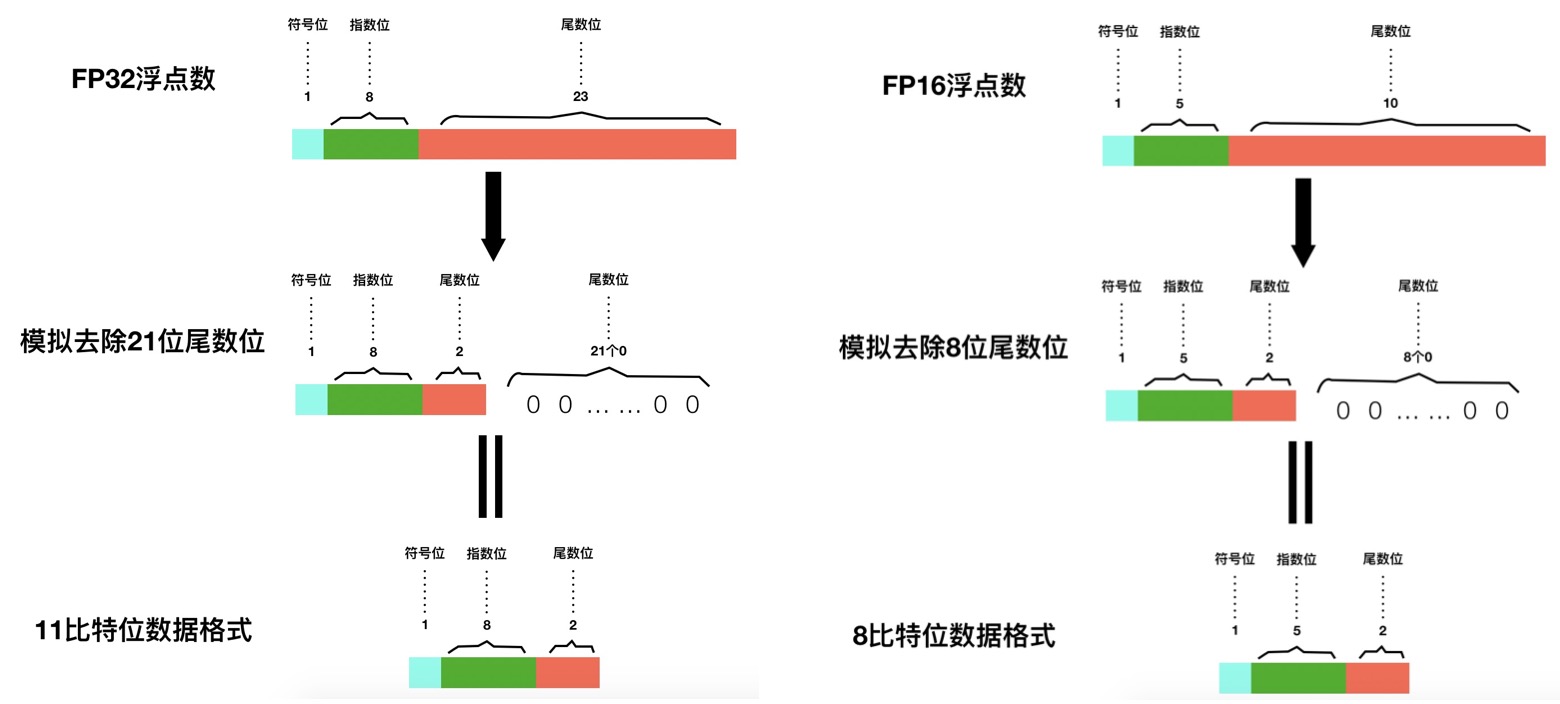 符号位 指数位 尾数位
FP32浮点数
1 8 23
模拟去除21位尾数位
符号位 指数位 尾数位 尾数位
1 8 2 21个0
0 0 ... ... 0 0
11比特位数据格式
符号位 指数位 尾数位
1 8 2
符号位 指数位 尾数位
FP16浮点数
1 5 10
模拟去除8位尾数位
符号位 指数位 尾数位 尾数位
1 5 2 8个0
0 0 ... ... 0 0
8比特位数据格式
符号位 指数位 尾数位
1 5 2